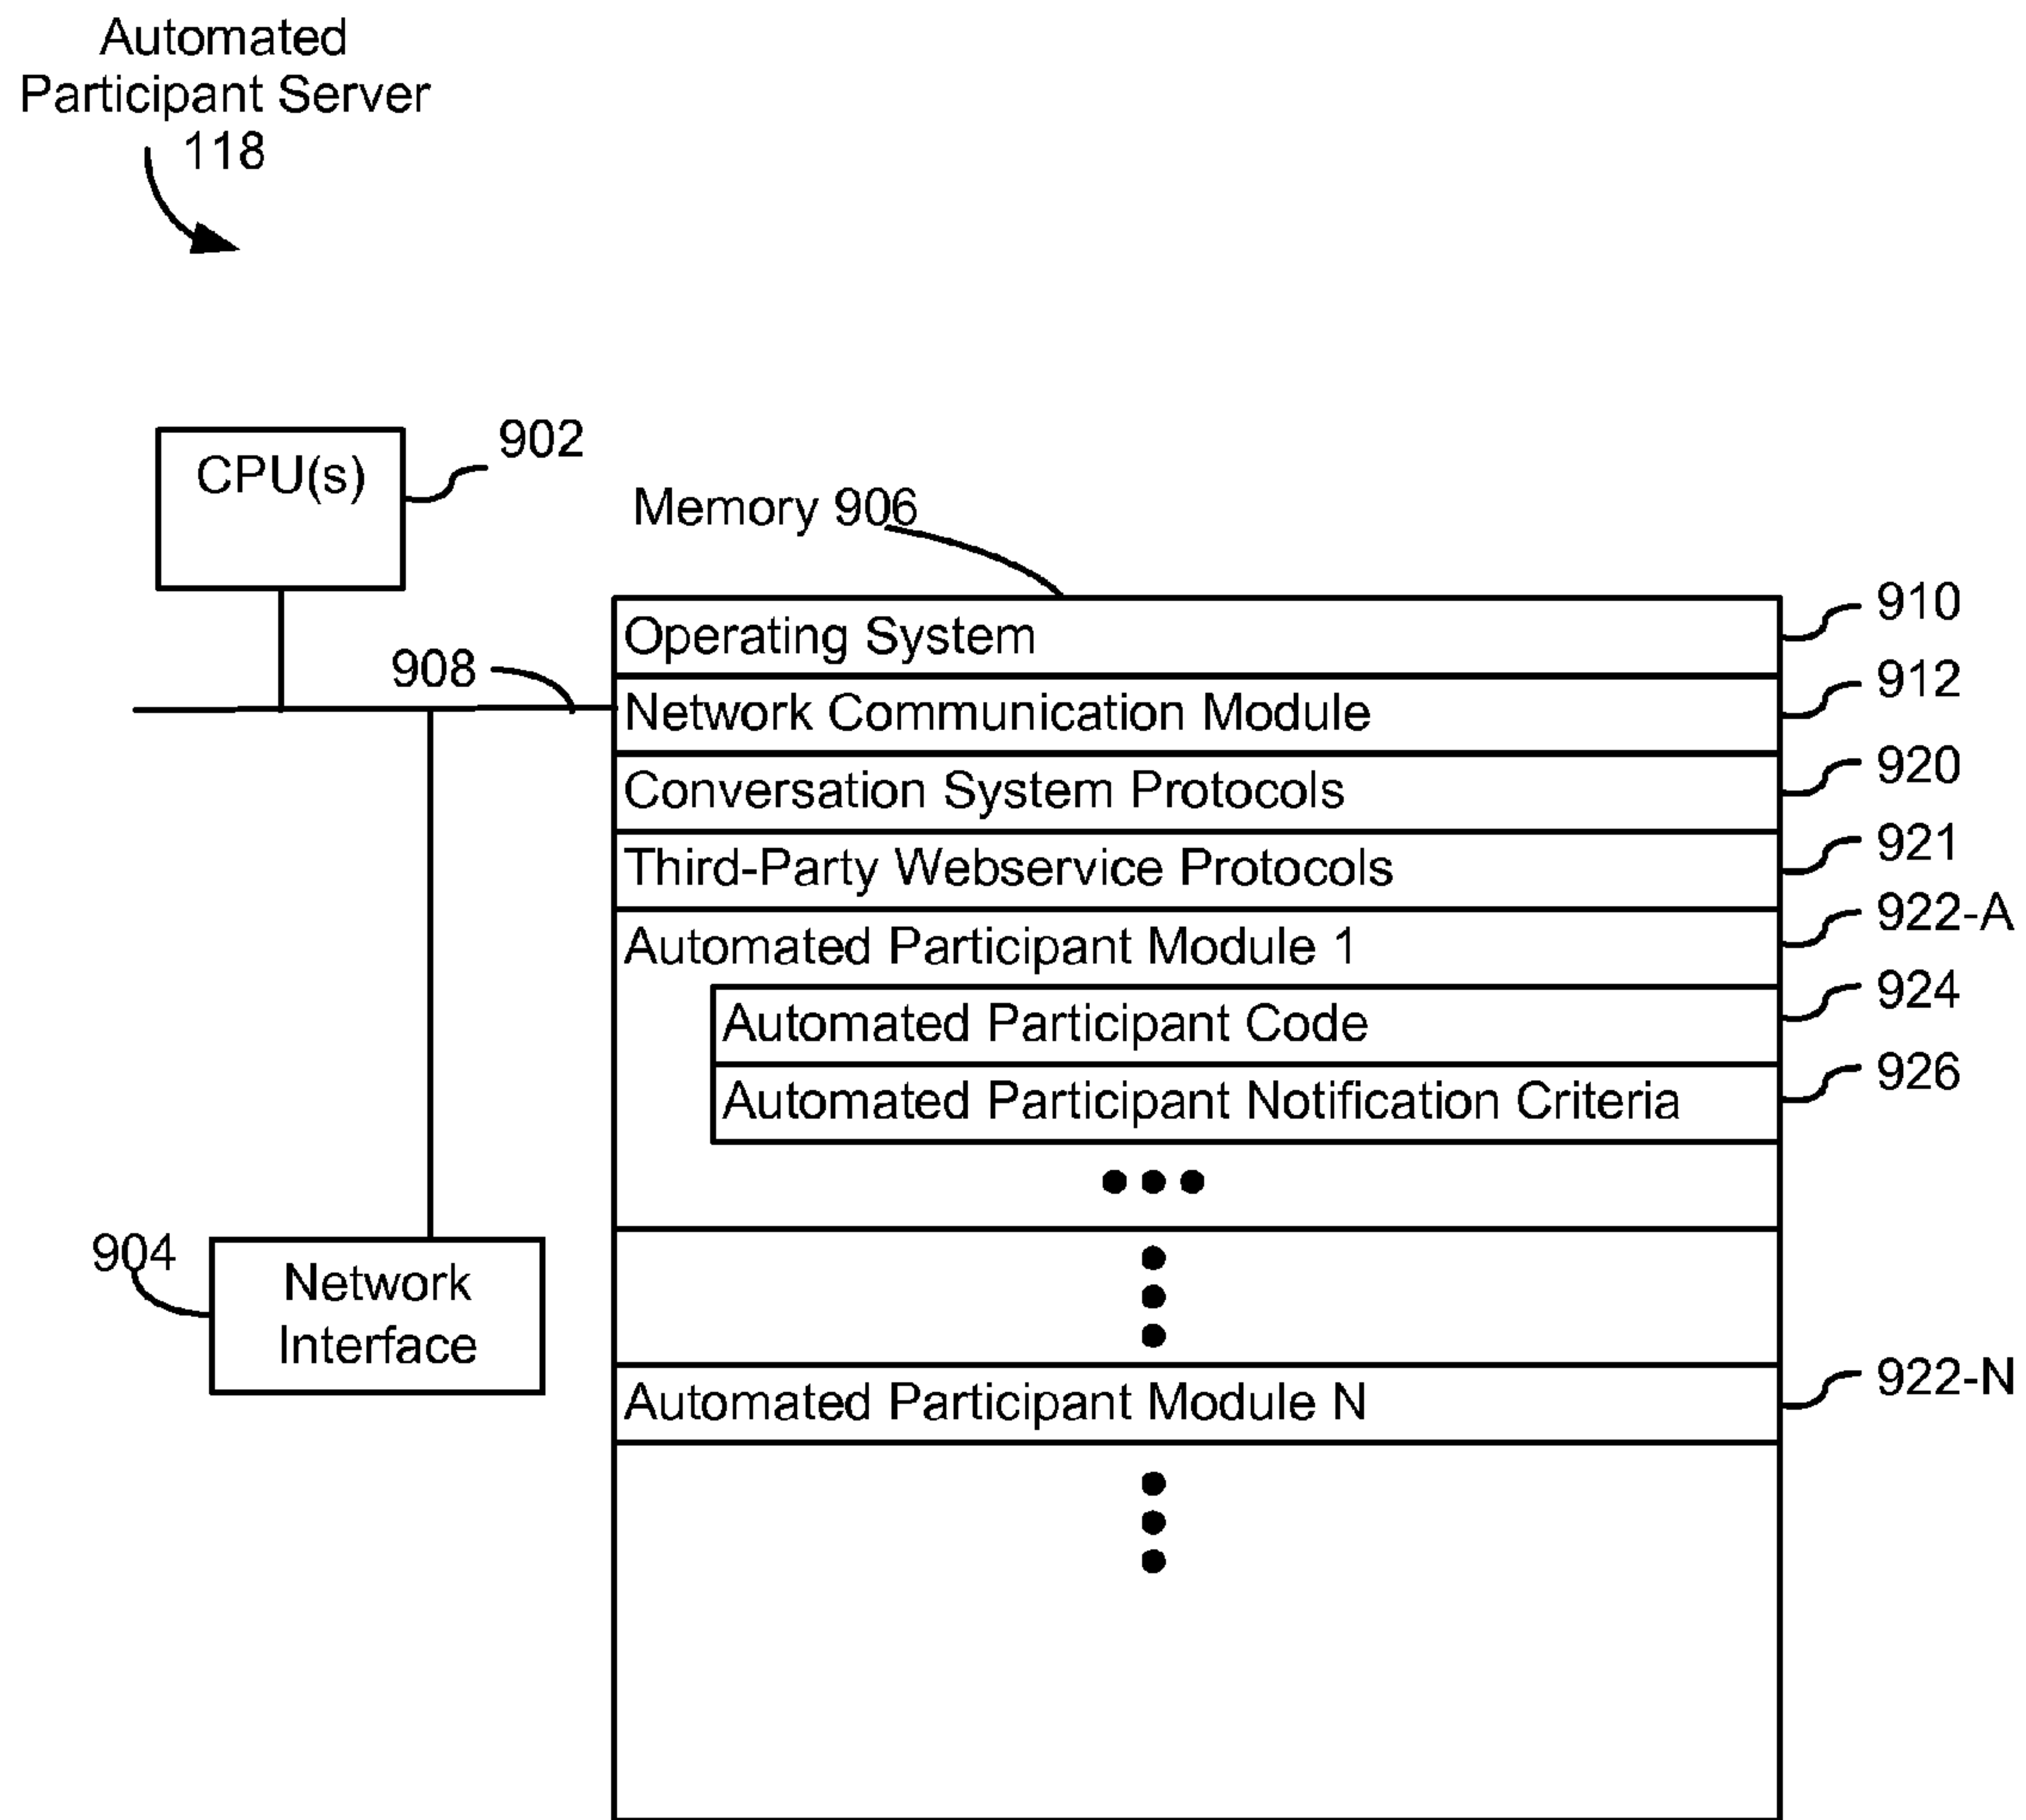 Automated
Participant Server
118
CPU(s)
902
Memory 906
908
Operating System
910
Network Communication Module
912
Conversation System Protocols
920
Third-Party Webservice Protocols
921
Automated Participant Module 1
922-A
Automated Participant Code
924
Automated Participant Notification Criteria
926
904
Network
Interface
Automated Participant Module N
922-N